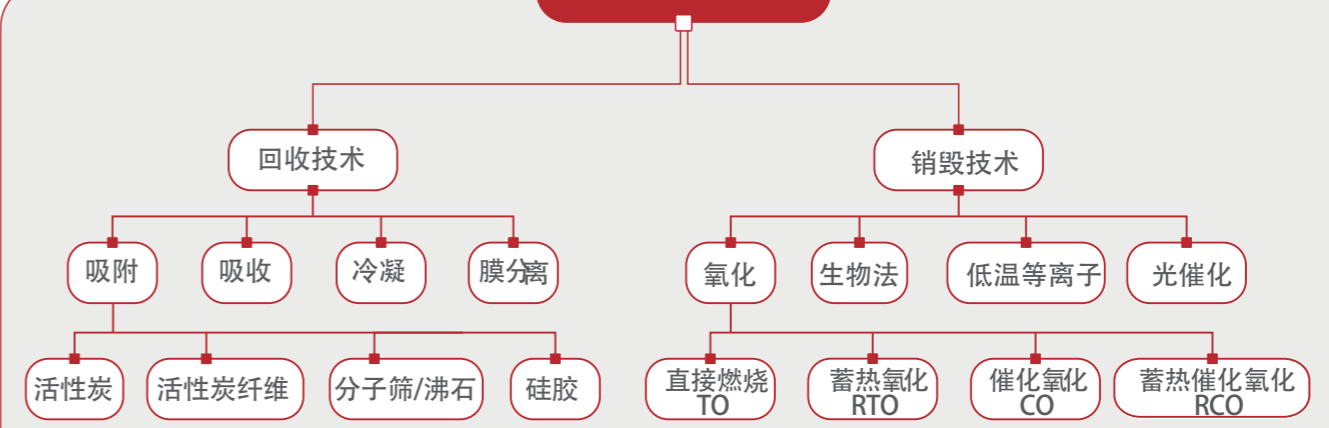 回收技术
销毁技术
吸附
吸收
冷凝
膜分离
氧化
生物法
低温等离子
光催化
活性炭
活性炭纤维
分子筛/沸石
硅胶
直接燃烧
TO
蓄热氧化
RTO
催化氧化
CO
蓄热催化氧化
RCO